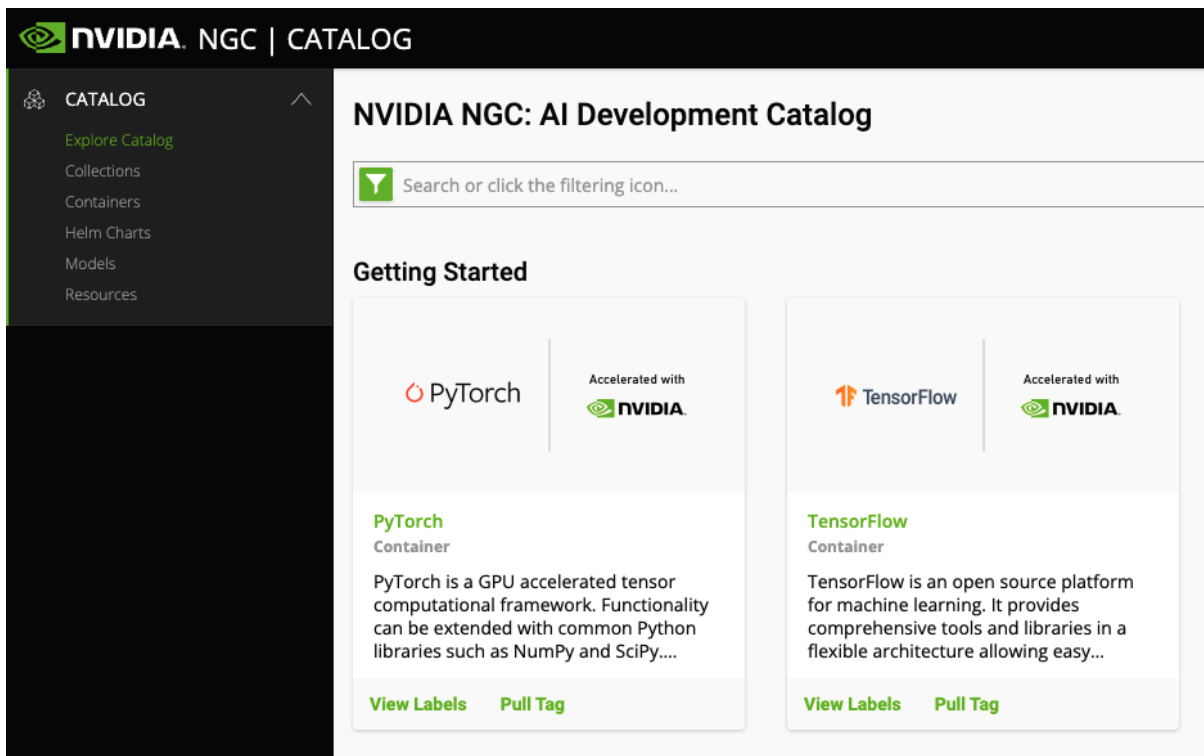 NVIDIA. NGC | CATALOG
CATALOG
Explore Catalog
Collections
Containers
Helm Charts
Models
Resources
NVIDIA NGC: AI Development Catalog
Search or click the filtering icon...
Getting Started
PyTorch
Accelerated with
NVIDIA.
PyTorch
Container
PyTorch is a GPU accelerated tensor
computational framework. Functionality
can be extended with common Python
libraries such as NumPy and SciPy....
View Labels Pull Tag
TensorFlow
Accelerated with
NVIDIA.
TensorFlow
Container
TensorFlow is an open source platform
for machine learning. It provides
comprehensive tools and libraries in a
flexible architecture allowing easy...
View Labels Pull Tag